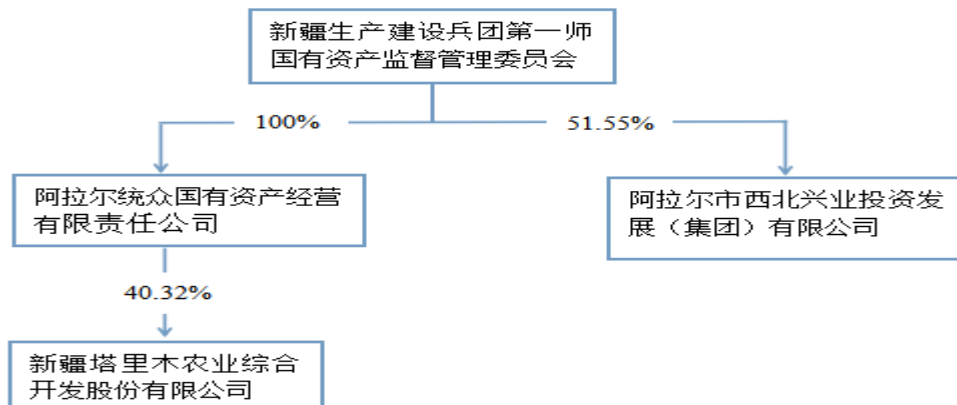 新疆生产建设兵团第一师
国有资产监督管理委员会
100%
51.55%
阿拉尔统众国有资产经营
有限责任公司
阿拉尔市西北兴业投资发
展（集团）有限公司
40.32%
新疆塔里木农业综合
开发股份有限公司